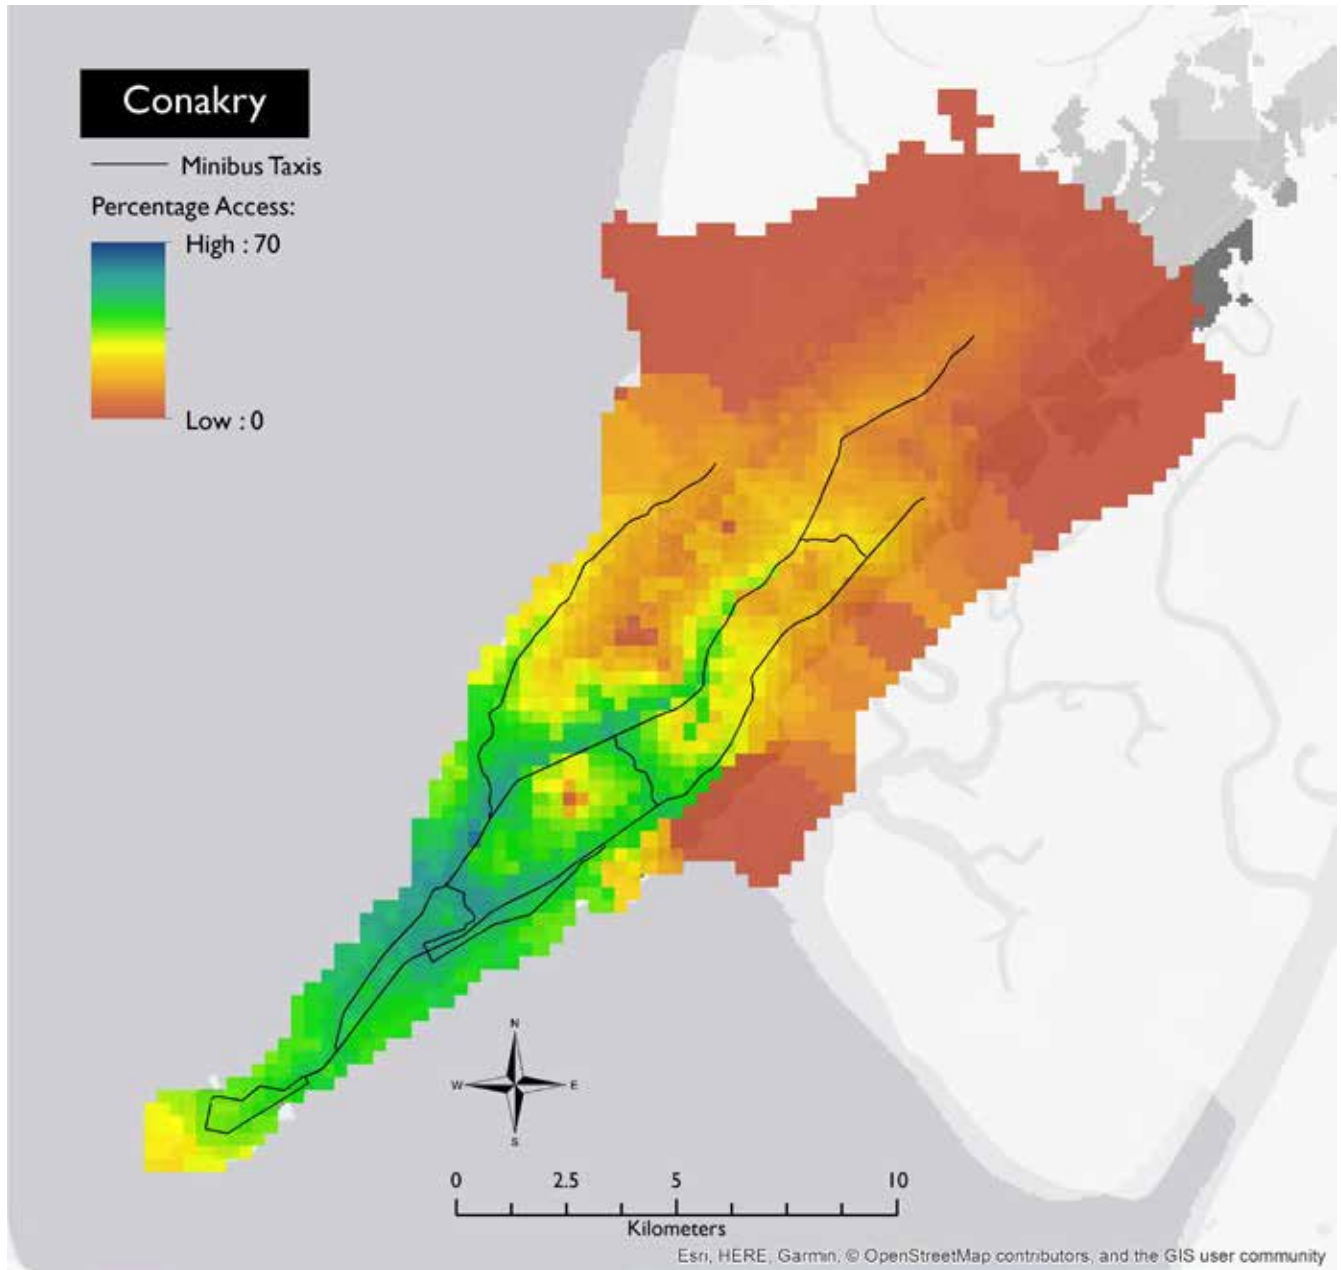 Conakry
Minibus Taxis
Percentage Access:
High : 70
Low : 0
N
W E
S
0 2.5 5 10
Kilometers
Esri, HERE, Garmin, © OpenStreetMap contributors, and the GIS user community